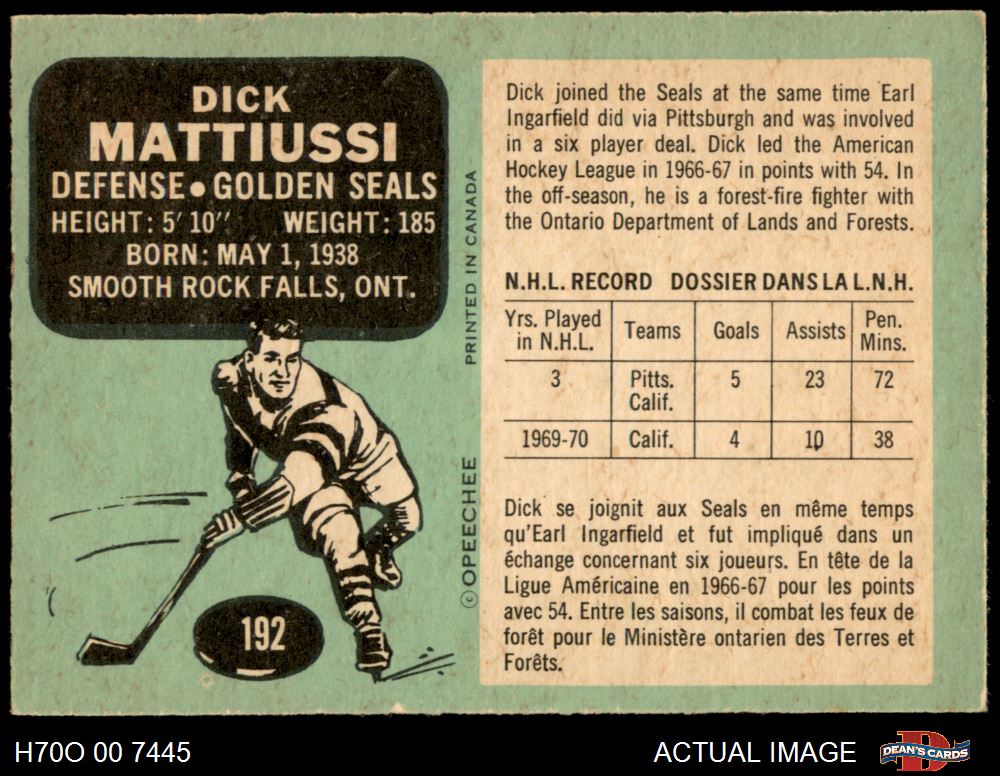 DICK
MATTIUSSI
DEFENSE • GOLDEN SEALS
HEIGHT: 5' 10" WEIGHT: 185
BORN: MAY 1, 1938
SMOOTH ROCK FALLS, ONT.
192
PRINTED IN CANADA
© OPEECHEE
Dick joined the Seals at the same time Earl
Ingarfield did via Pittsburgh and was involved
in a six player deal. Dick led the American
Hockey League in 1966-67 in points with 54. In
the off-season, he is a forest-fire fighter with
the Ontario Department of Lands and Forests.
N.H.L. RECORD DOSSIER DANS LA L.N.H.
Yrs. Played in N.H.L. Teams Goals Assists Pen. Mins.
3 Pitts. Calif. 5 23 72
1969-70 Calif. 4 10 38
Dick se joignit aux Seals en même temps
qu'Earl Ingarfield et fut impliqué dans un
échange concernant six joueurs. En tête de la
Ligue Américaine en 1966-67 pour les points
avec 54. Entre les saisons, il combat les feux de
forêt pour le Ministère ontarien des Terres et
Forêts.
H70O 00 7445
ACTUAL IMAGE
DEAN'S CARDS